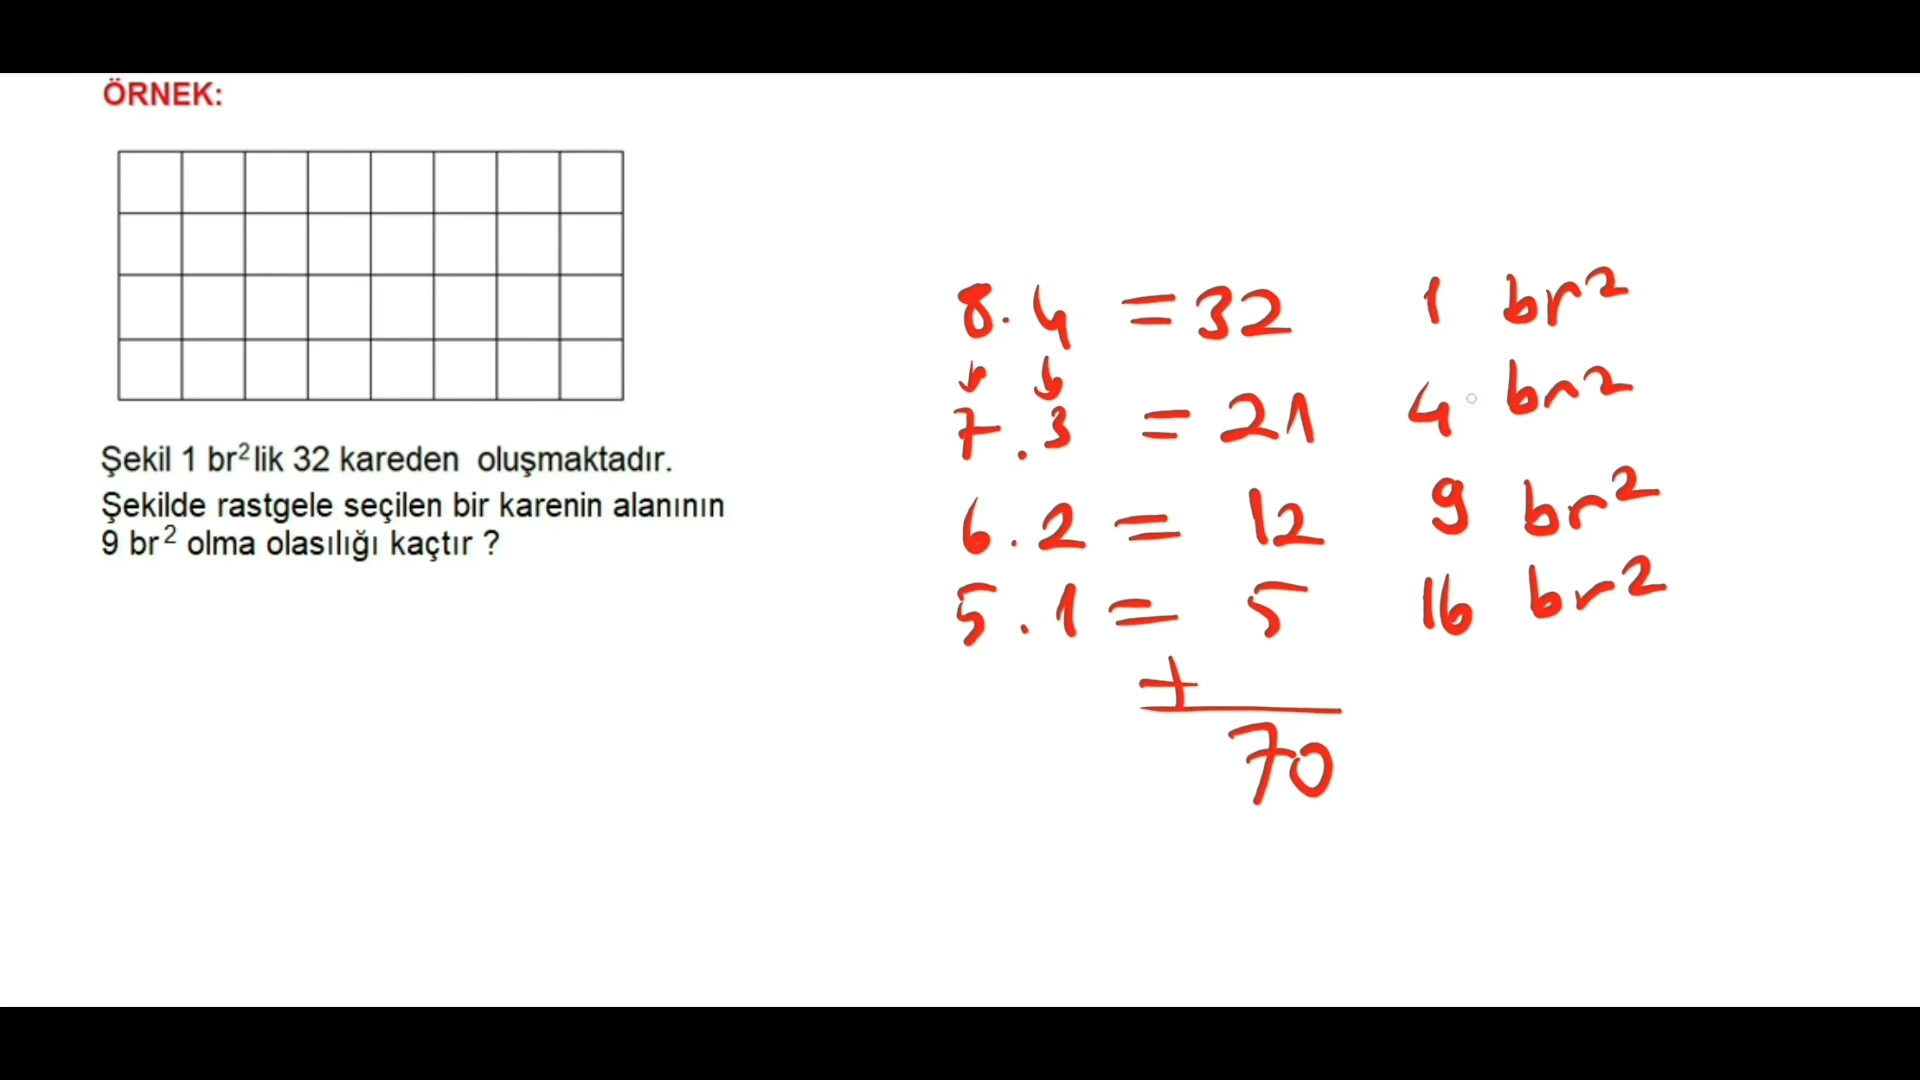 ÖRNEK:
Şekil 1 br²lik 32 kareden oluşmaktadır.
Şekilde rastgele seçilen bir karenin alanının
9 br² olma olasılığı kaçtır ?
8.4 = 32 1 br²
7.3 = 21 4 br²
6.2 = 12 9 br²
5.1 = 5 16 br²
+
70